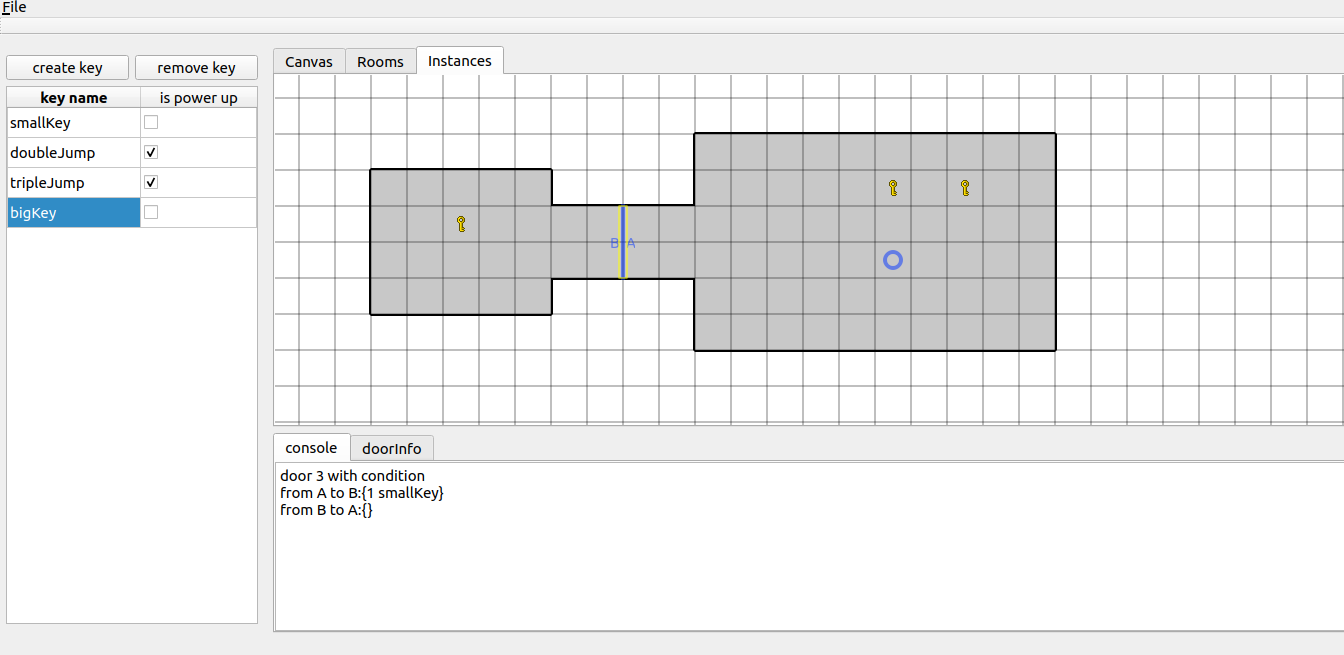 File
create key remove key
key name is power up
smallKey
doubleJump
tripleJump
bigKey
Canvas Rooms Instances
B A
console doorInfo
door 3 with condition
from A to B:{1 smallKey}
from B to A:{}